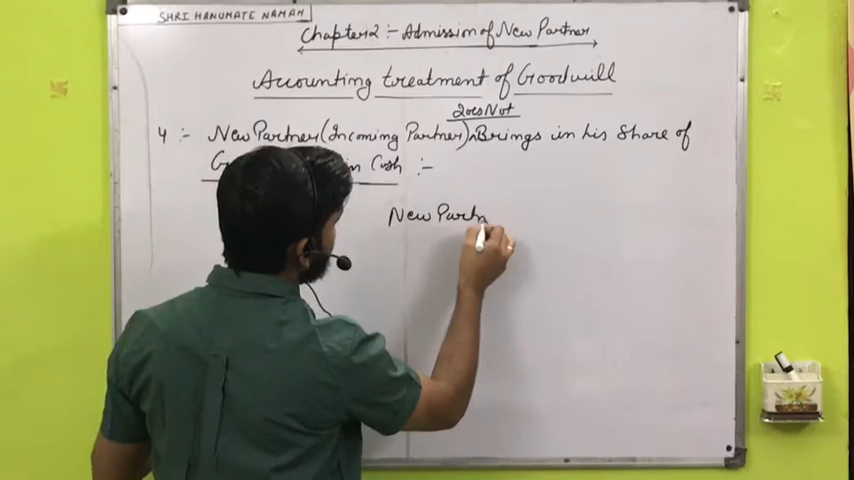 SHRI HANUMATE NAMAH
Chapter 2 :- Admission of New Partner
Accounting treatment of Goodwill
Does Not
4 :- New Partner (Incoming Partner) ^ Brings in his Share of
in Cash :-
New Partn